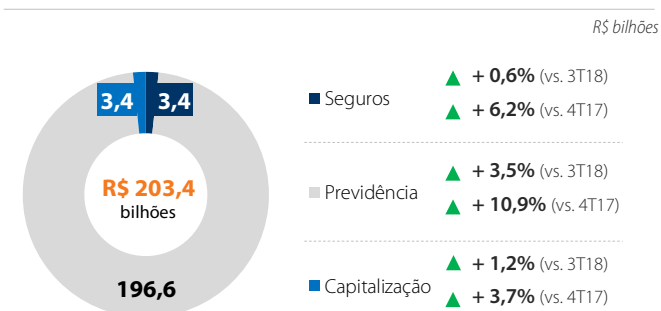 R$ bilhões
3,4 3,4
R$ 203,4
bilhões
196,6
Seguros
+ 0,6% (vs. 3T18)
+ 6,2% (vs. 4T17)
Previdência
+ 3,5% (vs. 3T18)
+ 10,9% (vs. 4T17)
Capitalização
+ 1,2% (vs. 3T18)
+ 3,7% (vs. 4T17)